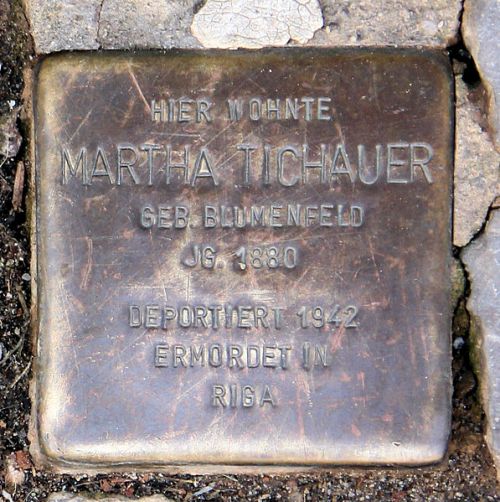 HIER WOHNTE
MARTHA TICHAUER
GEB. BLUMENFELD
JG. 1880
DEPORTIERT 1942
ERMORDET IN
RIGA